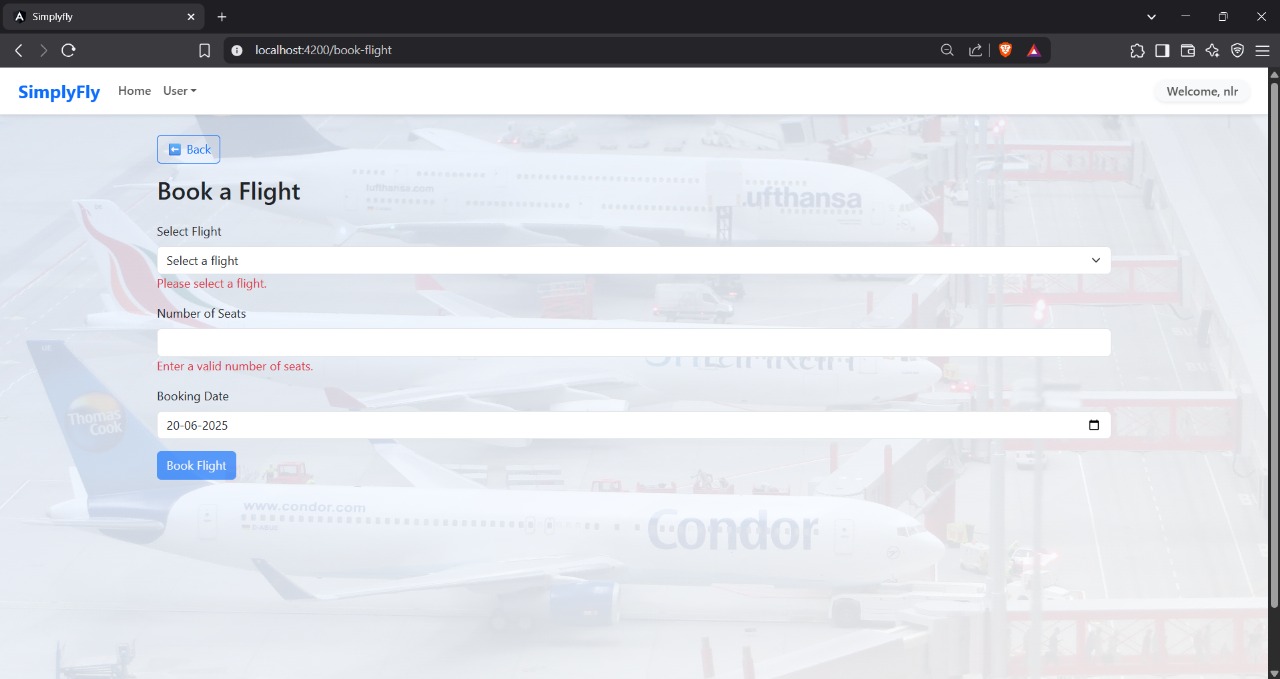 Simplyfly
localhost:4200/book-flight
SimplyFly Home User Welcome, nlr
Back
Book a Flight
lufthansa.com
ufthansa
Select Flight
Select a flight
Please select a flight.
Number of Seats
Enter a valid number of seats.
Booking Date
Thomas
Cook
20-06-2025
Book Flight
www.condor.com
Condor